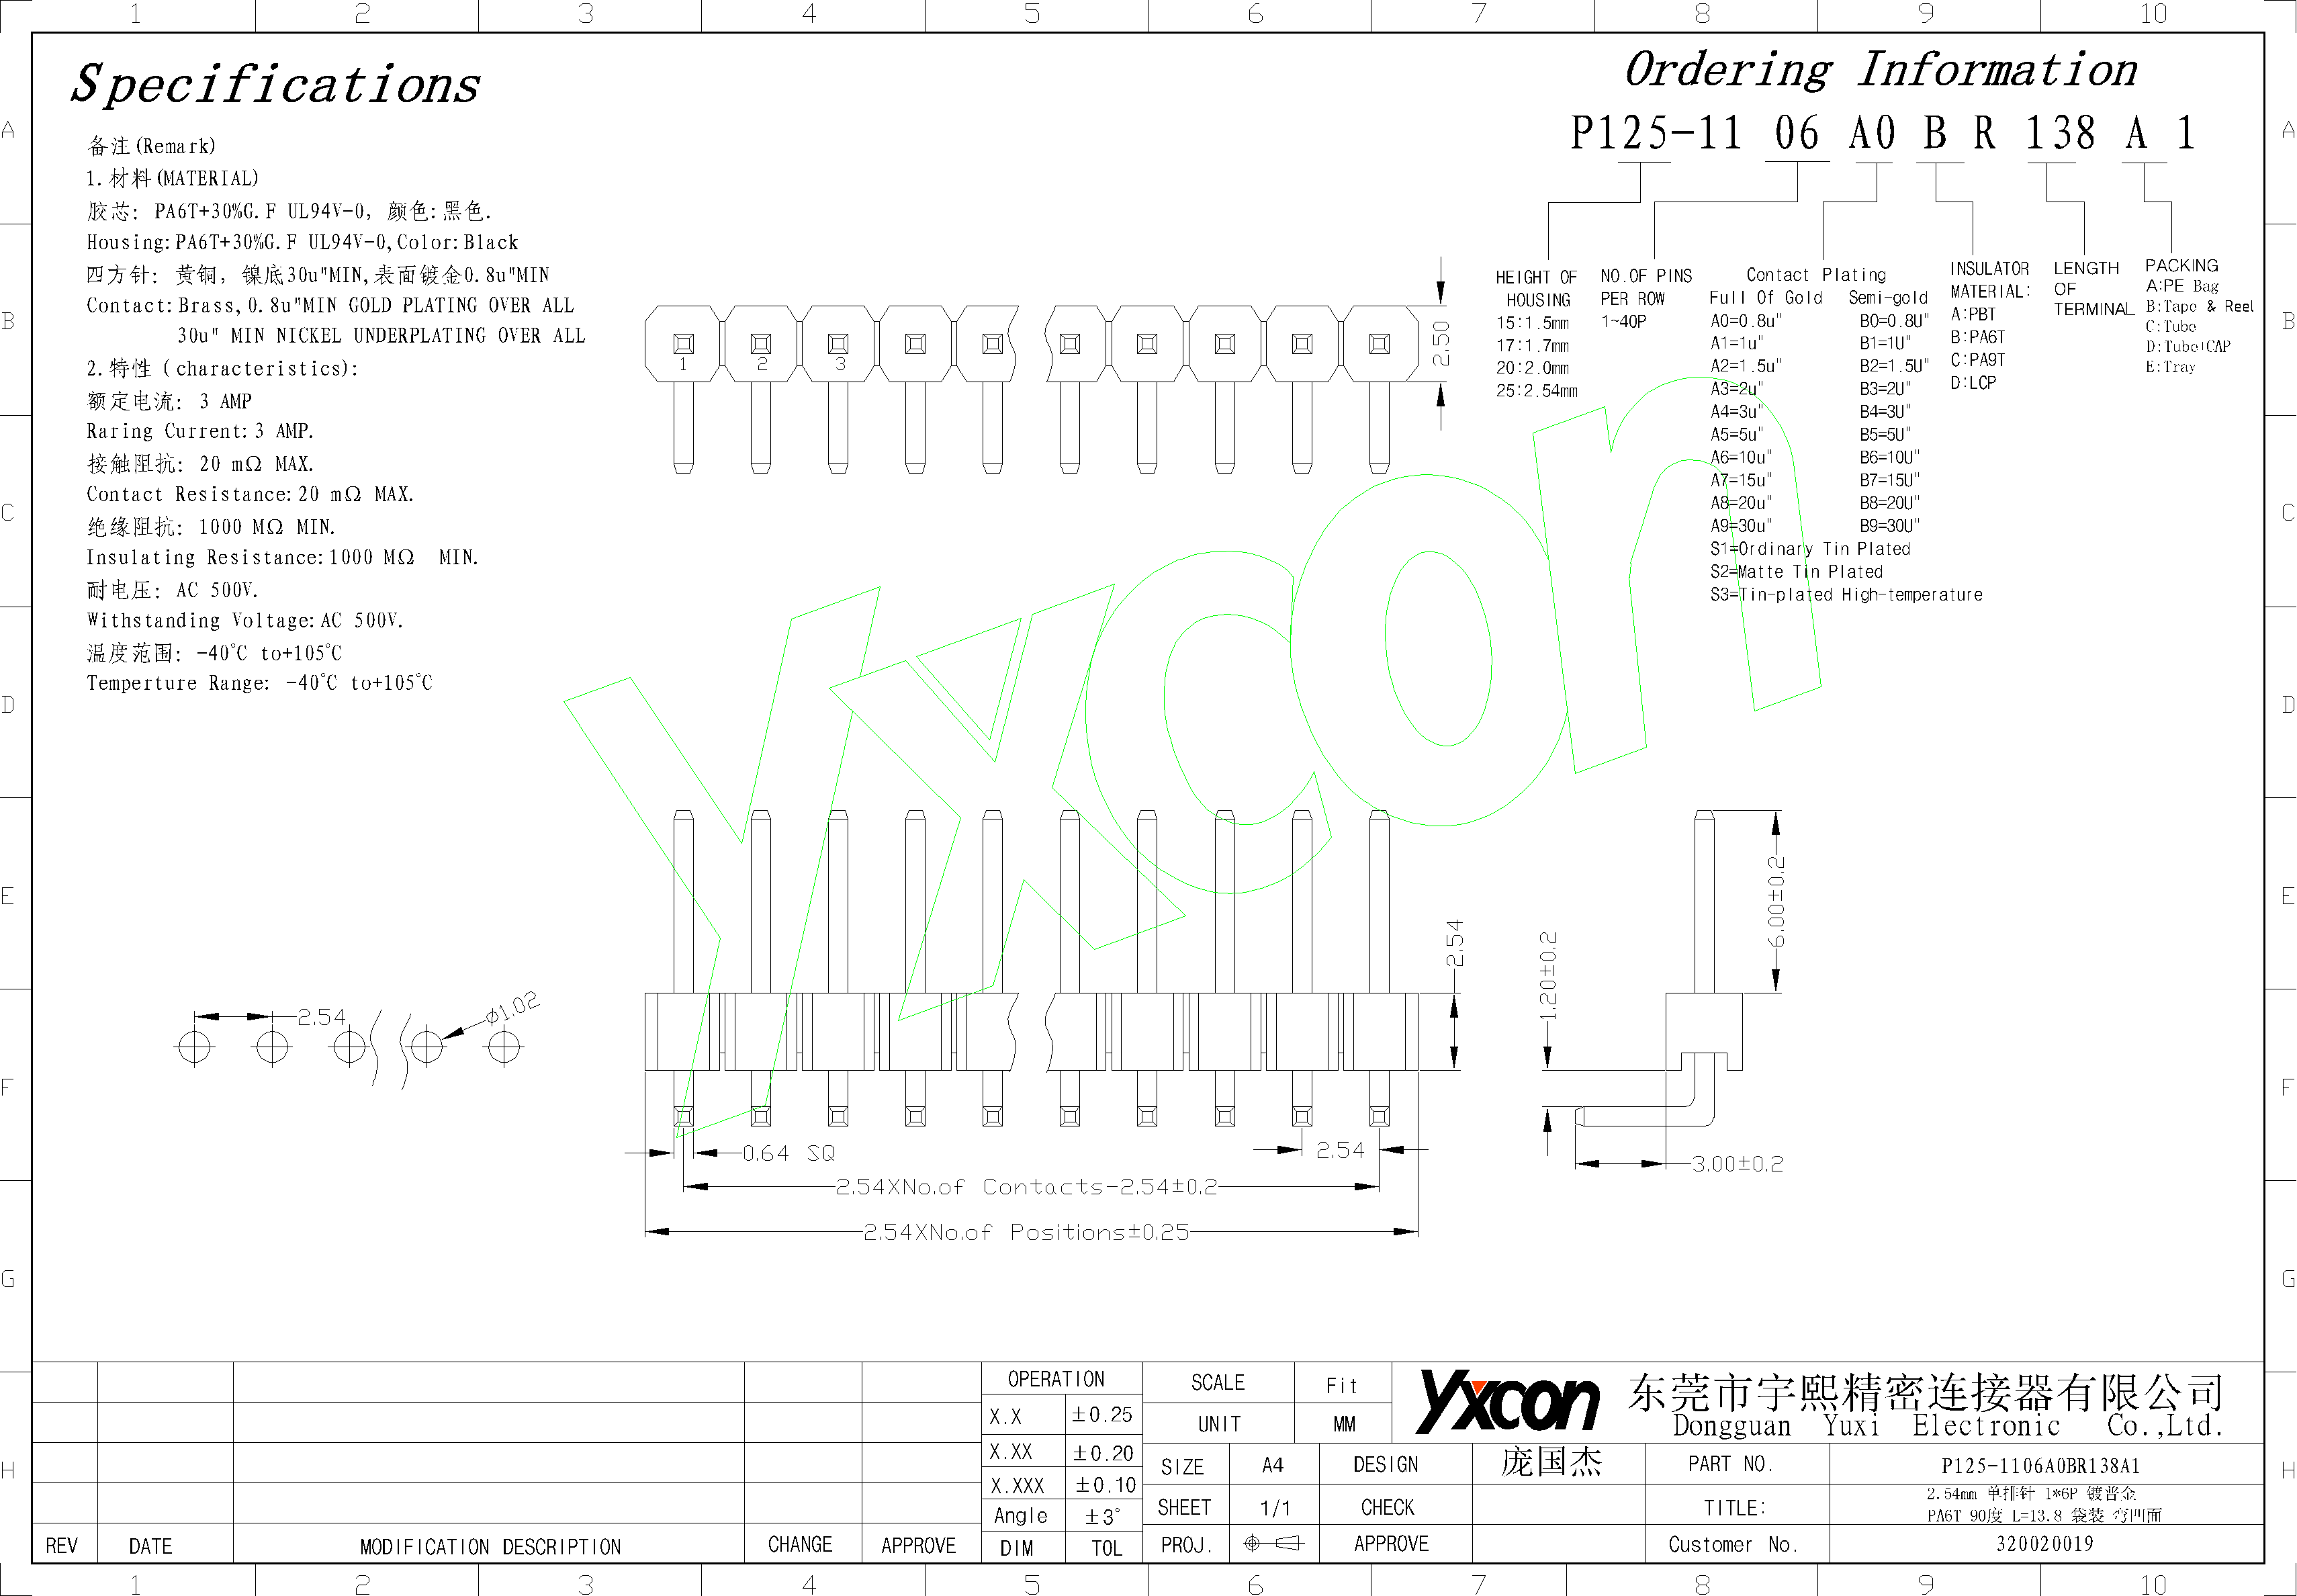 1 2 3 4 5 6 7 8 9 10
Specifications
备注(Remark)
1.材料(MATERIAL)
胶芯: PA6T+30%G.F UL94V-0, 颜色:黑色.
Housing:PA6T+30%G.F UL94V-0,Color:Black
四方针: 黄铜, 镍底30u"MIN,表面镀金0.8u"MIN
Contact:Brass,0.8u"MIN GOLD PLATING OVER ALL
30u" MIN NICKEL UNDERPLATING OVER ALL
2.特性 (characteristics):
额定电流: 3 AMP
Raring Current:3 AMP.
接触阻抗: 20 mΩ MAX.
Contact Resistance:20 mΩ MAX.
绝缘阻抗: 1000 MΩ MIN.
Insulating Resistance:1000 MΩ MIN.
耐电压: AC 500V.
Withstanding Voltage:AC 500V.
温度范围: -40℃ to+105℃
Temperture Range: -40℃ to+105℃
Ordering Information
P125-11 06 A0 B R 138 A 1
HEIGHT OF
HOUSING
15:1.5mm
17:1.7mm
20:2.0mm
25:2.54mm
NO.OF PINS
PER ROW
1~40P
Contact Plating
Full Of Gold Semi-gold
A0=0.8u" B0=0.8U"
A1=1u" B1=1U"
A2=1.5u" B2=1.5U"
A3=2u" B3=2U"
A4=3u" B4=3U"
A5=5u" B5=5U"
A6=10u" B6=10U"
A7=15u" B7=15U"
A8=20u" B8=20U"
A9=30u" B9=30U"
S1=Ordinary Tin Plated
S2=Matte Tin Plated
S3=Tin-plated High-temperature
INSULATOR
MATERIAL:
A:PBT
B:PA6T
C:PA9T
D:LCP
LENGTH
OF
TERMINAL
PACKING
A:PE Bag
B:Tape & Reel
C:Tube
D:Tube+CAP
E:Tray
1 2 3
2.50
Yxcon
2.54
ø1.02
2.54
0.64 SQ
2.54
2.54XNo.of Contacts-2.54±0.2
2.54XNo.of Positions±0.25
1.20±0.2
6.00±0.2
3.00±0.2
A A
B B
C C
D D
E E
F F
G G
H H
REV DATE MODIFICATION DESCRIPTION CHANGE APPROVE
OPERATION
X.X ±0.25
X.XX ±0.20
X.XXX ±0.10
Angle ±3°
DIM TOL
SCALE Fit
UNIT MM
SIZE A4 DESIGN 庞国杰
SHEET 1/1 CHECK
PROJ. APPROVE
Yxcon
东莞市宇熙精密连接器有限公司
Dongguan Yuxi Electronic Co.,Ltd.
PART NO. P125-1106A0BR138A1
TITLE: 2.54mm 单排针 1*6P 镀普金
PA6T 90度 L=13.8 袋装 弯凹面
Customer No. 320020019
1 2 3 4 5 6 7 8 9 10